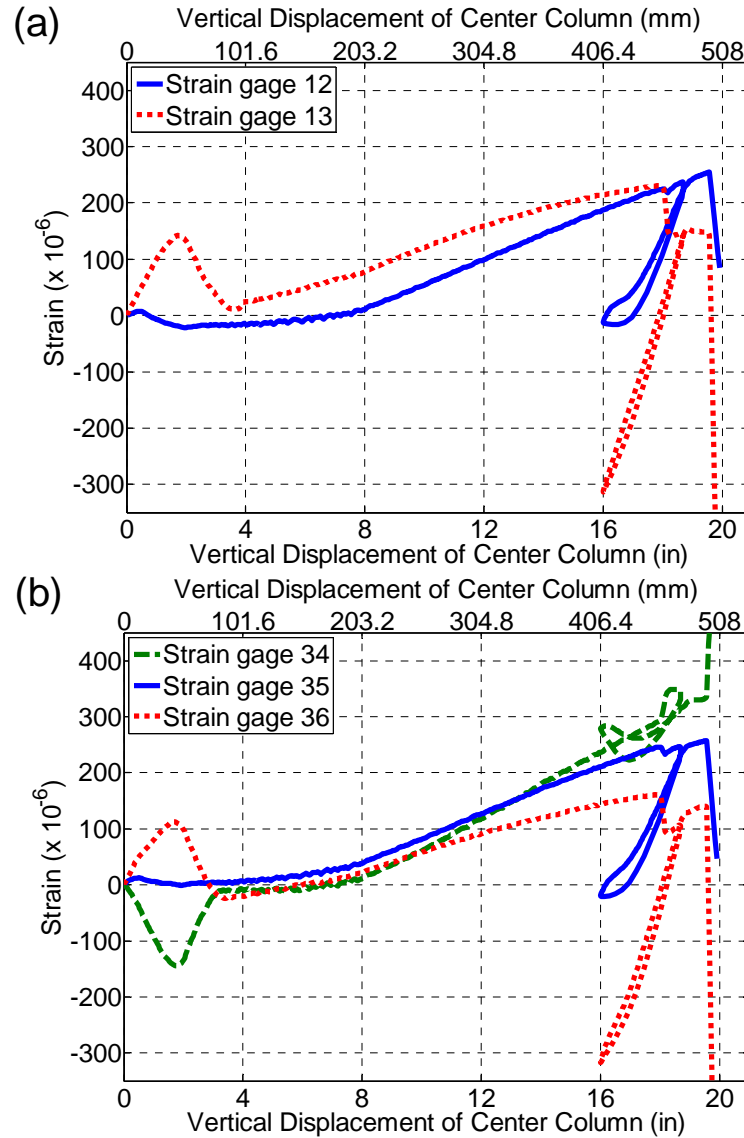 (a)
Vertical Displacement of Center Column (mm)
0 101.6 203.2 304.8 406.4 508
Strain gage 12
Strain gage 13
400
300
200
100
0
-100
-200
-300
Strain (x 10⁻⁶)
0 4 8 12 16 20
Vertical Displacement of Center Column (in)
(b)
Vertical Displacement of Center Column (mm)
0 101.6 203.2 304.8 406.4 508
Strain gage 34
Strain gage 35
Strain gage 36
400
300
200
100
0
-100
-200
-300
Strain (x 10⁻⁶)
0 4 8 12 16 20
Vertical Displacement of Center Column (in)